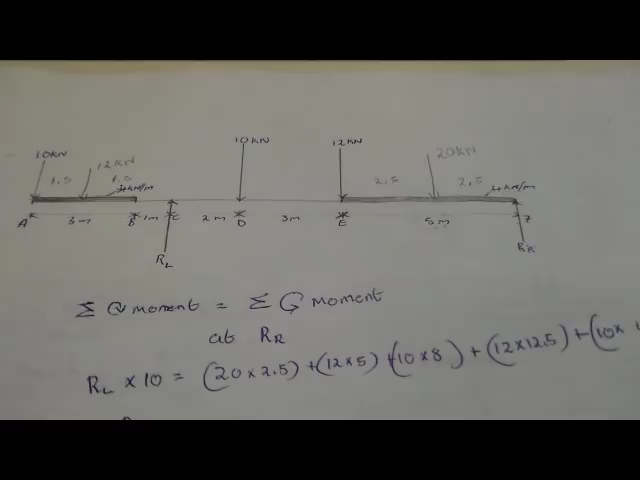 10KN 12KN 10KN 12KN 20KN
1.5 1.5 4KN/m 2.5 2.5 4KN/m
A 3m B 1m C 2m D 3m E 5m F
RL RR
Σ ↻ moment = Σ ↺ moment
at RR
RL × 10 = (20×2.5) + (12×5) + (10×8) + (12×12.5) + (10×